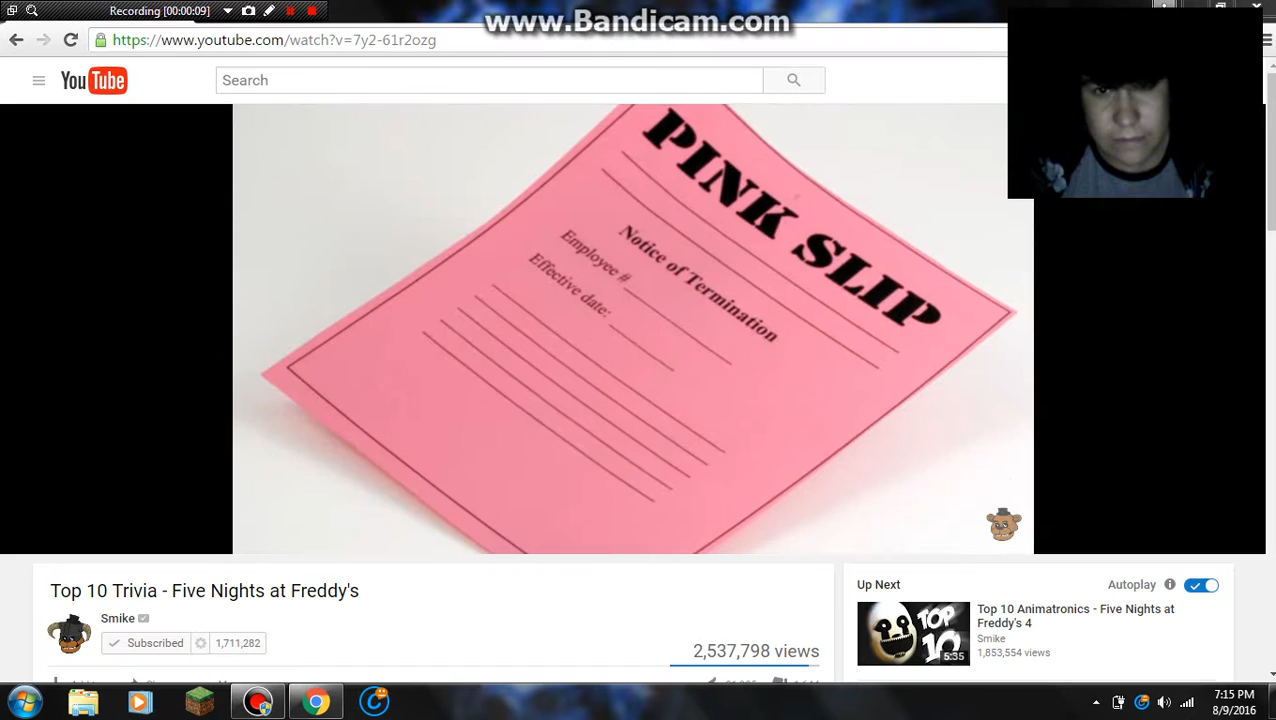 Recording [00:00:09]
www.Bandicam.com
https://www.youtube.com/watch?v=7y2-61r2ozg
YouTube
Search
PINK SLIP
Notice of Termination
Employee #
Effective date:
Top 10 Trivia - Five Nights at Freddy's
Smike
Subscribed 1,711,282
2,537,798 views
Up Next
Autoplay
TOP 10
5:35
Top 10 Animatronics - Five Nights at
Freddy's 4
Smike
1,853,554 views
7:15 PM
8/9/2016